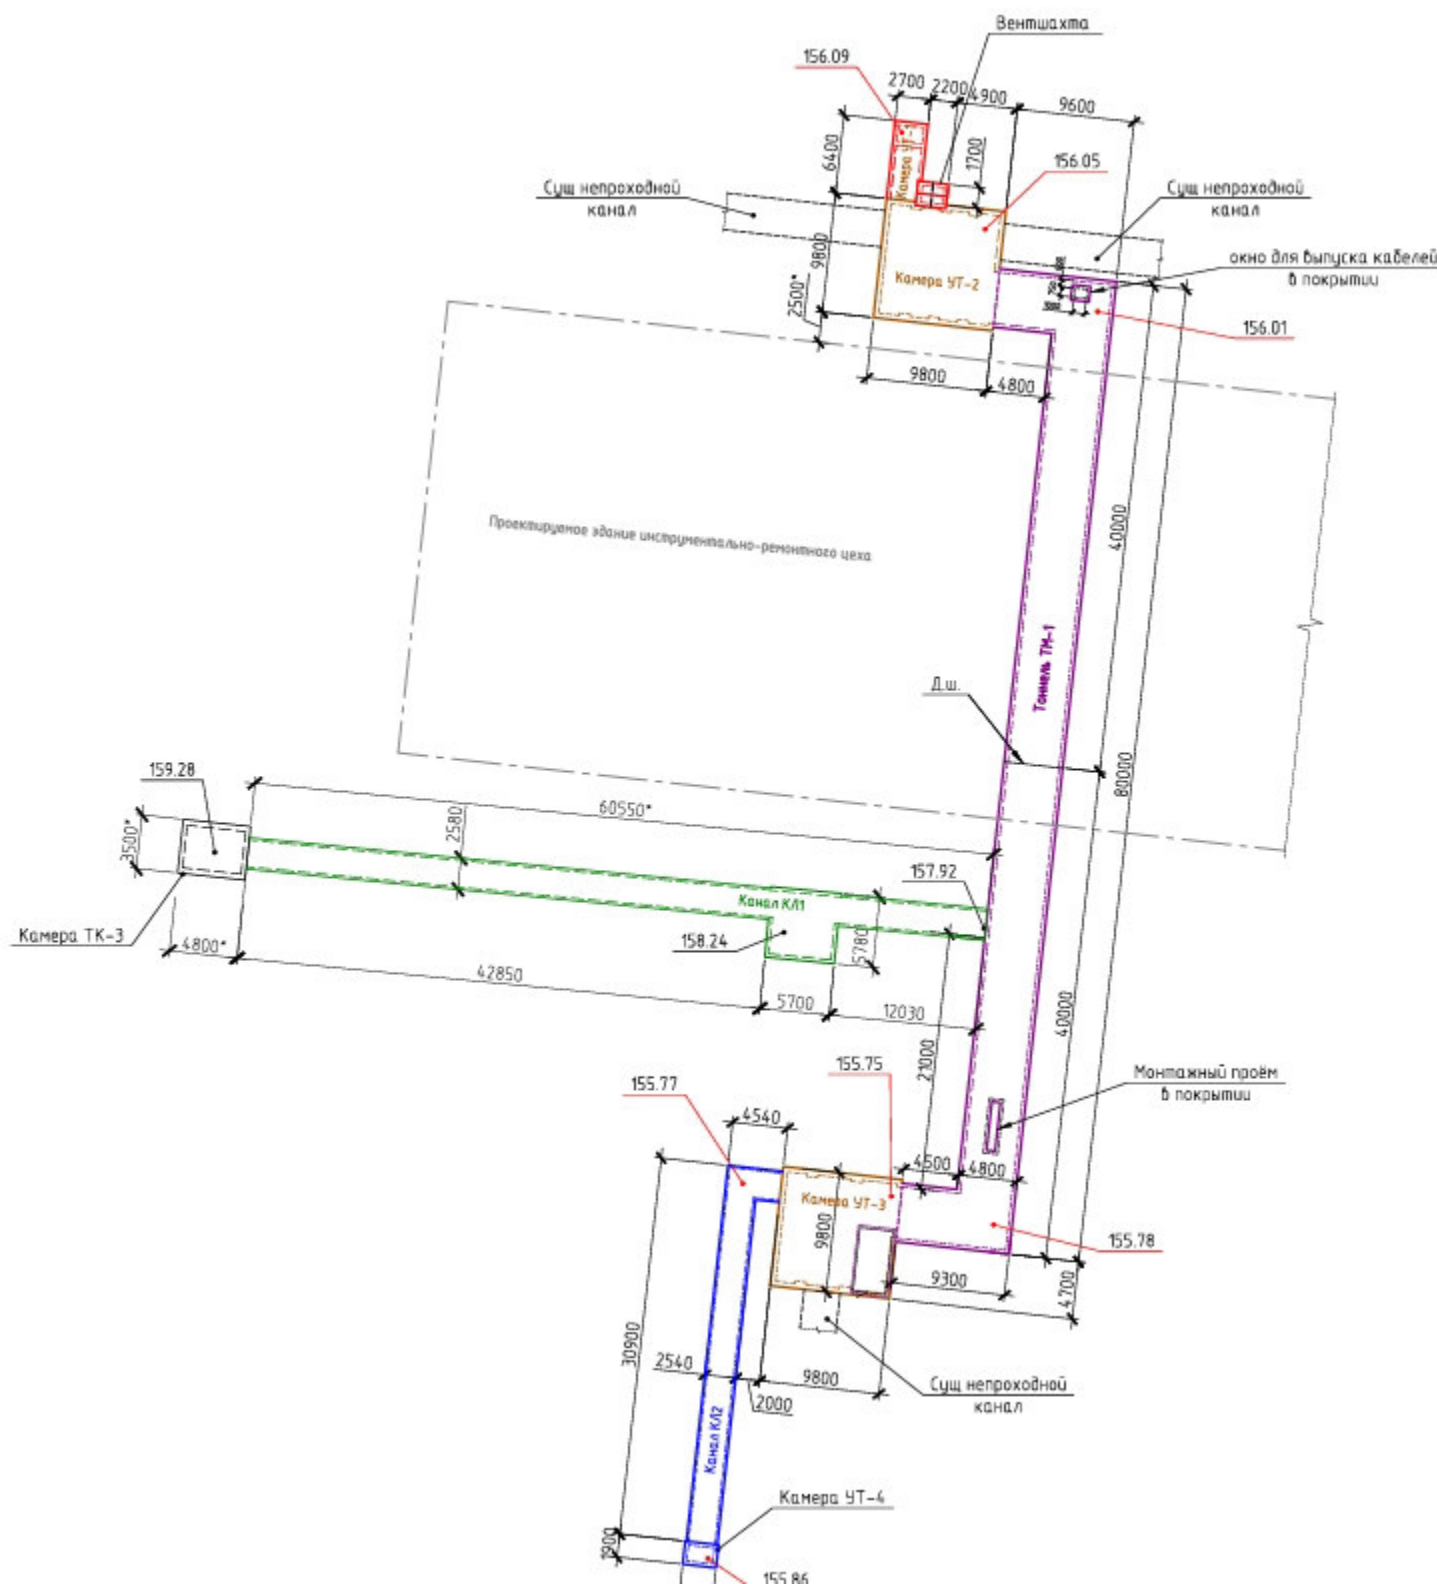 Вентшахта
156.09
2700
2200
4900
9600
6400
Камера УТ-
1700
156.05
Сущ непроходной
канал
Сущ непроходной
канал
9800
окно для выпуска кабелей
в покрытии
Камера УТ-2
2500*
156.01
9800
4800
40000
Проектируемое здание инструментально-ремонтного цеха
Тоннель ТМ-1
Д.ш.
80000
159.28
60550*
2580
3500*
157.92
Канал КЛ1
Камера ТК-3
4800*
158.24
5780
42850
5700
12030
40000
21000
155.75
Монтажный проём
в покрытии
155.77
4540
4500
4800
Камера УТ-3
9800
155.78
9300
4700
30900
2540
9800
2000
Сущ непроходной
канал
Канал КЛ2
Камера УТ-4
1900
155.86